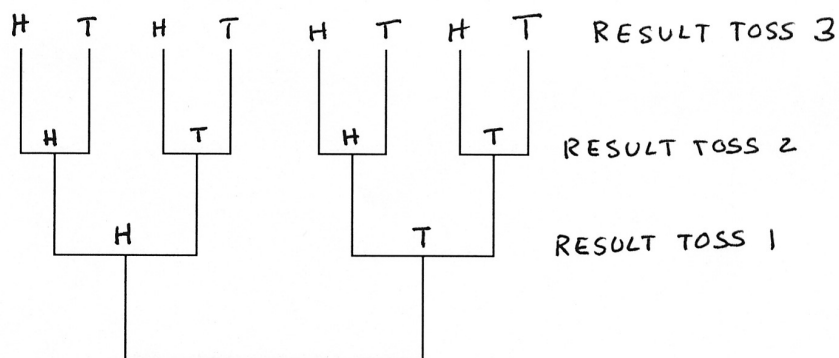 H T H T H T H T RESULT TOSS 3
H T H T RESULT TOSS 2
H T RESULT TOSS 1